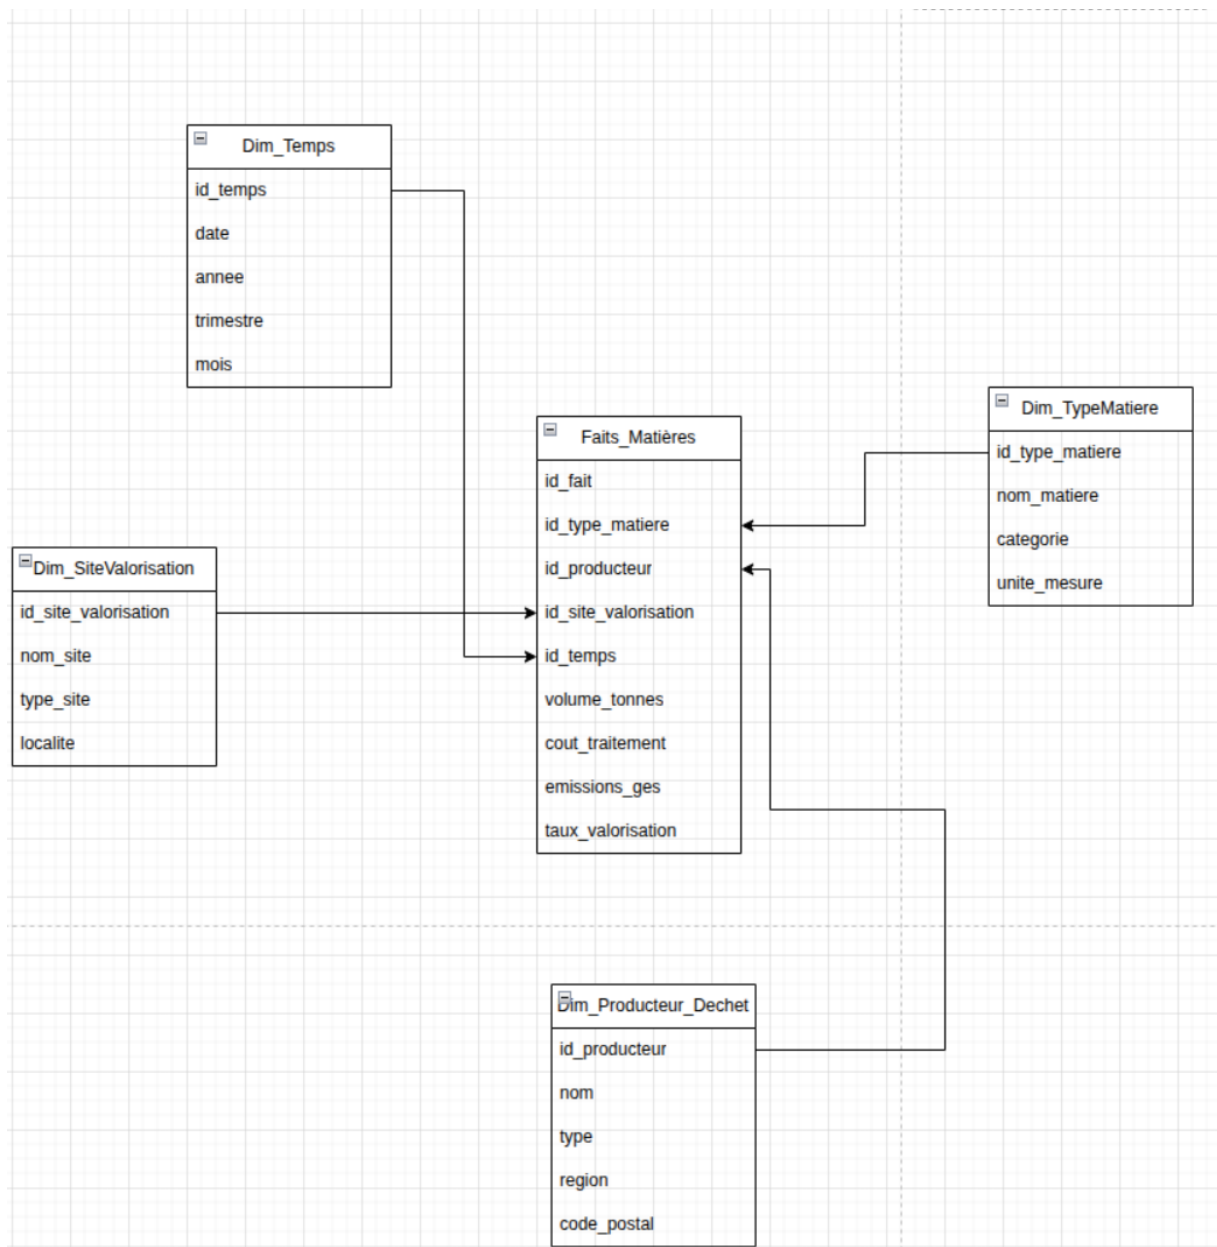 Dim_Temps
id_temps
date
annee
trimestre
mois
Dim_TypeMatiere
id_type_matiere
nom_matiere
categorie
unite_mesure
Faits_Matières
id_fait
id_type_matiere
id_producteur
id_site_valorisation
id_temps
volume_tonnes
cout_traitement
emissions_ges
taux_valorisation
Dim_SiteValorisation
id_site_valorisation
nom_site
type_site
localite
Dim_Producteur_Dechet
id_producteur
nom
type
region
code_postal